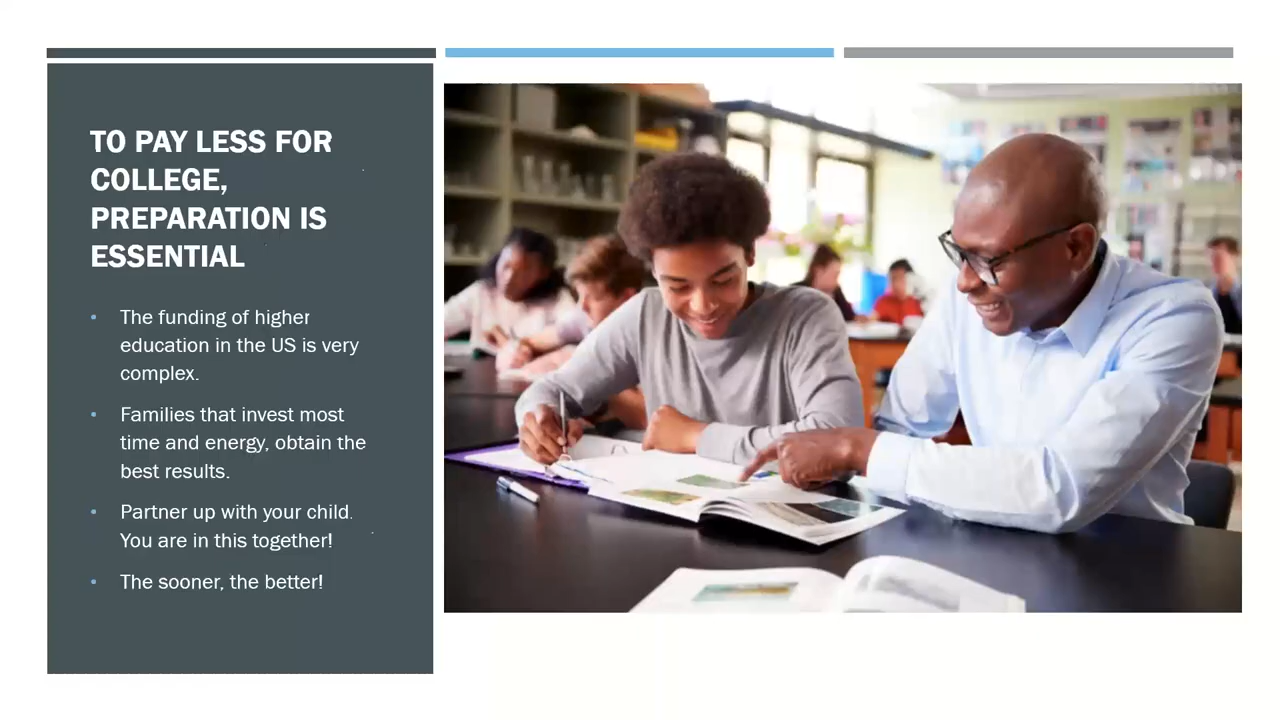 TO PAY LESS FOR
COLLEGE,
PREPARATION IS
ESSENTIAL
• The funding of higher
education in the US is very
complex.
• Families that invest most
time and energy, obtain the
best results.
• Partner up with your child.
You are in this together!
• The sooner, the better!